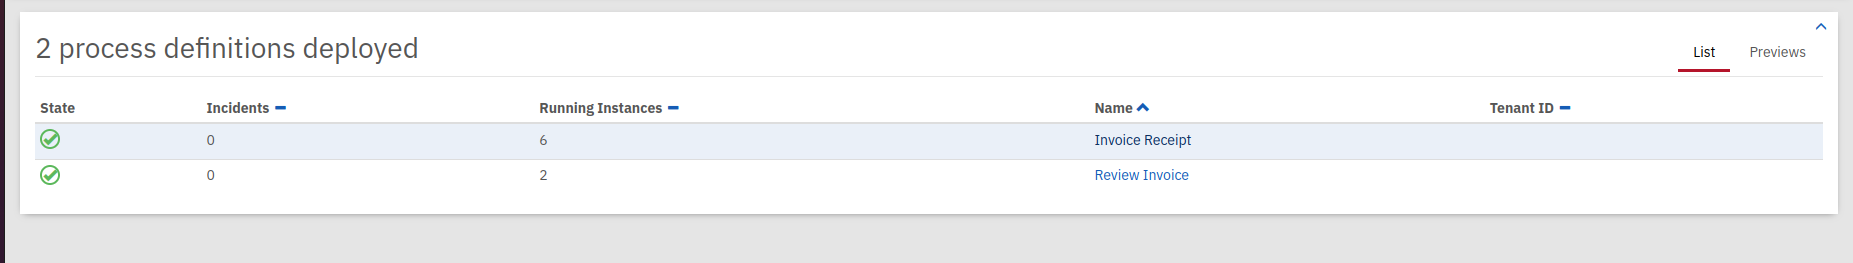 2 process definitions deployed
List Previews
State Incidents Running Instances Name Tenant ID
0 6 Invoice Receipt
0 2 Review Invoice